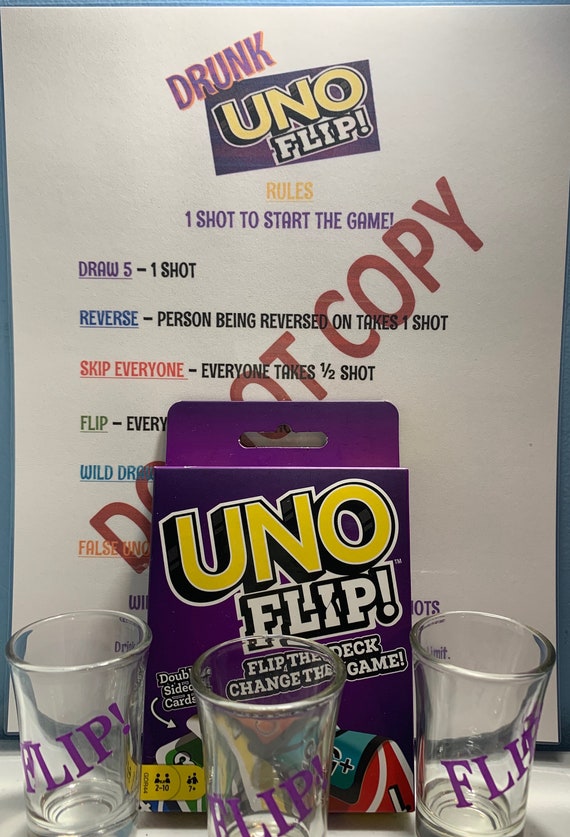 DRUNK
UNO
FLIP!
RULES
1 SHOT TO START THE GAME!
DRAW 5 – 1 SHOT
REVERSE – PERSON BEING REVERSED ON TAKES 1 SHOT
SKIP EVERYONE – EVERYONE TAKES ½ SHOT
FLIP – EVERY
WILD DRAW
FALSE UNO
DO NOT COPY
UNO
FLIP!
FLIP THE DECK
CHANGE THE GAME!
Double
Sided
Cards
2-10
7+
Limit.
FLIP!
FLIP!